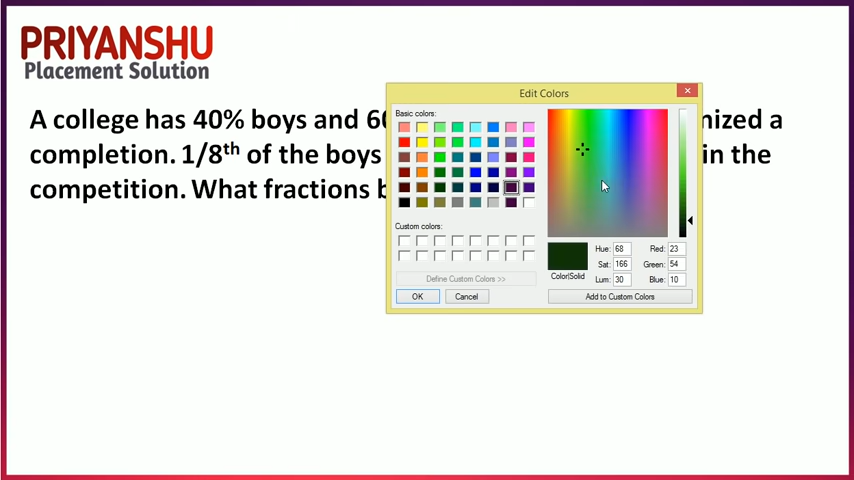 PRIYANSHU
Placement Solution
A college has 40% boys and
completion. 1/8th of the boys in the
competition. What fractions
Edit Colors
Basic colors:
Custom colors:
Define Custom Colors >>
OK Cancel
Color|Solid
Hue: 68 Red: 23
Sat: 166 Green: 54
Lum: 30 Blue: 10
Add to Custom Colors